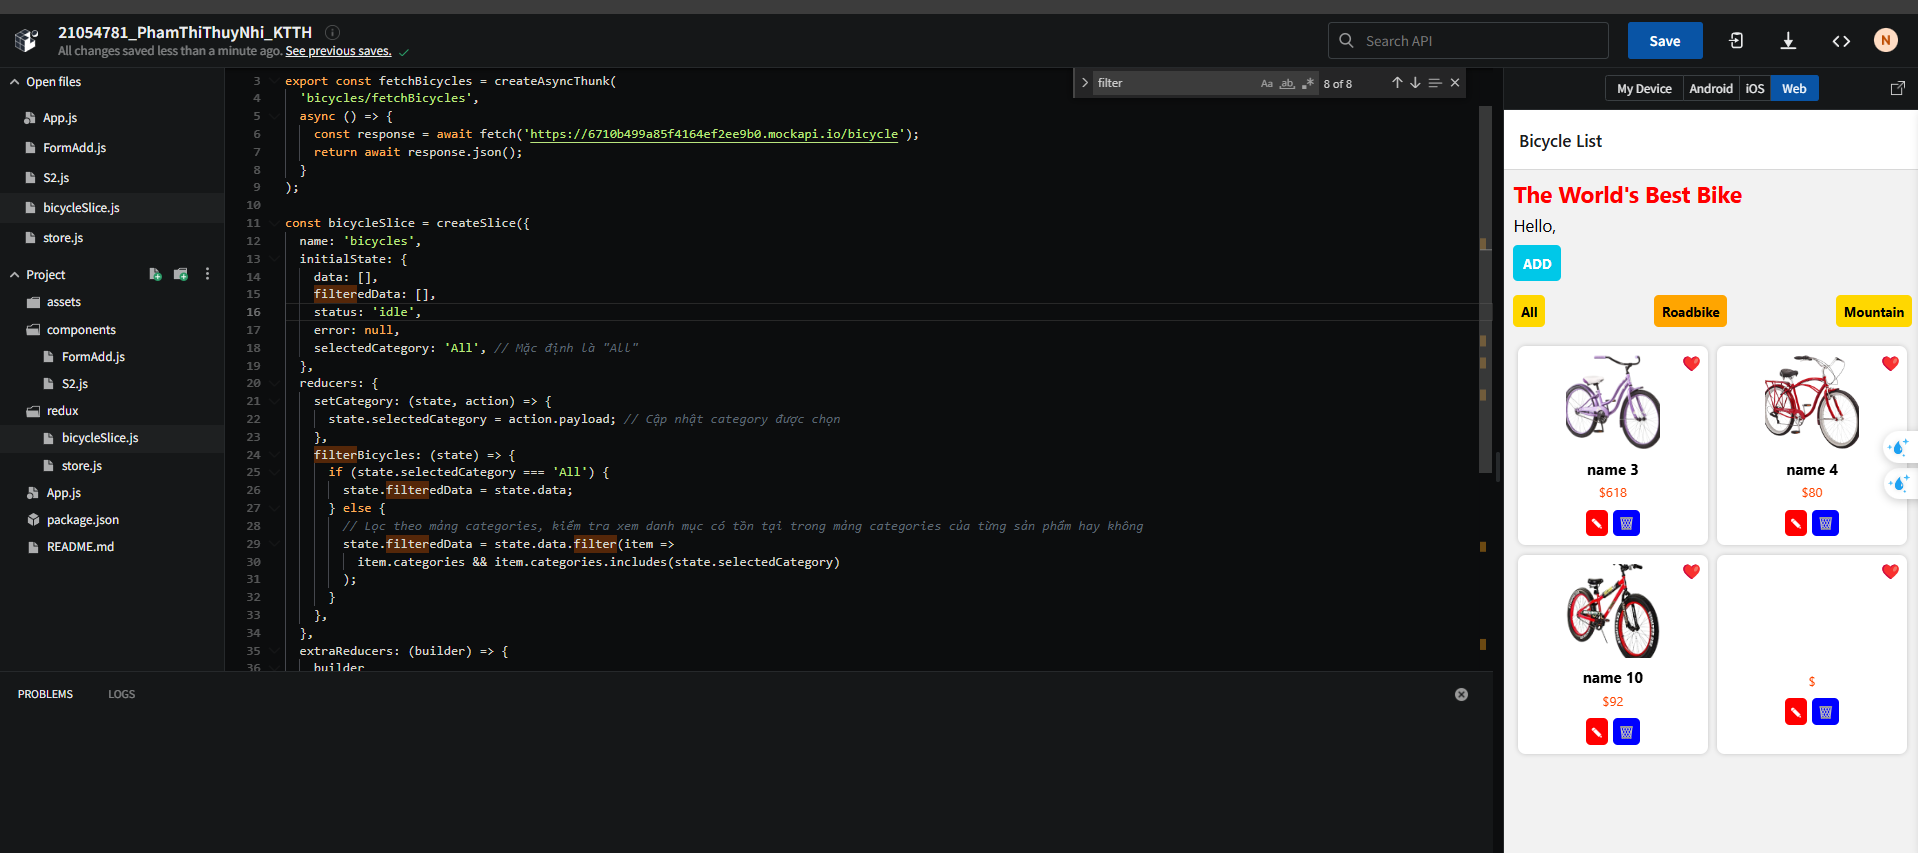 21054781_PhamThiThuyNhi_KTTH
All changes saved less than a minute ago. See previous saves.
Search API
Save
N
Open files
App.js
FormAdd.js
S2.js
bicycleSlice.js
store.js
Project
assets
components
FormAdd.js
S2.js
redux
bicycleSlice.js
store.js
App.js
package.json
README.md
filter
Aa
ab
8 of 8
3 export const fetchBicycles = createAsyncThunk(
4 'bicycles/fetchBicycles',
5 async () => {
6 const response = await fetch('https://6710b499a85f4164ef2ee9b0.mockapi.io/bicycle');
7 return await response.json();
8 }
9 );
10
11 const bicycleSlice = createSlice({
12 name: 'bicycles',
13 initialState: {
14 data: [],
15 filteredData: [],
16 status: 'idle',
17 error: null,
18 selectedCategory: 'All', // Mặc định là "All"
19 },
20 reducers: {
21 setCategory: (state, action) => {
22 state.selectedCategory = action.payload; // Cập nhật category được chọn
23 },
24 filterBicycles: (state) => {
25 if (state.selectedCategory === 'All') {
26 state.filteredData = state.data;
27 } else {
28 // Lọc theo mảng categories, kiểm tra xem danh mục có tồn tại trong mảng categories của từng sản phẩm hay không
29 state.filteredData = state.data.filter(item =>
30 item.categories && item.categories.includes(state.selectedCategory)
31 );
32 }
33 },
34 },
35 extraReducers: (builder) => {
36 builder
PROBLEMS
LOGS
My Device
Android
iOS
Web
Bicycle List
The World's Best Bike
Hello,
ADD
All
Roadbike
Mountain
name 3
$618
name 4
$80
name 10
$92
$